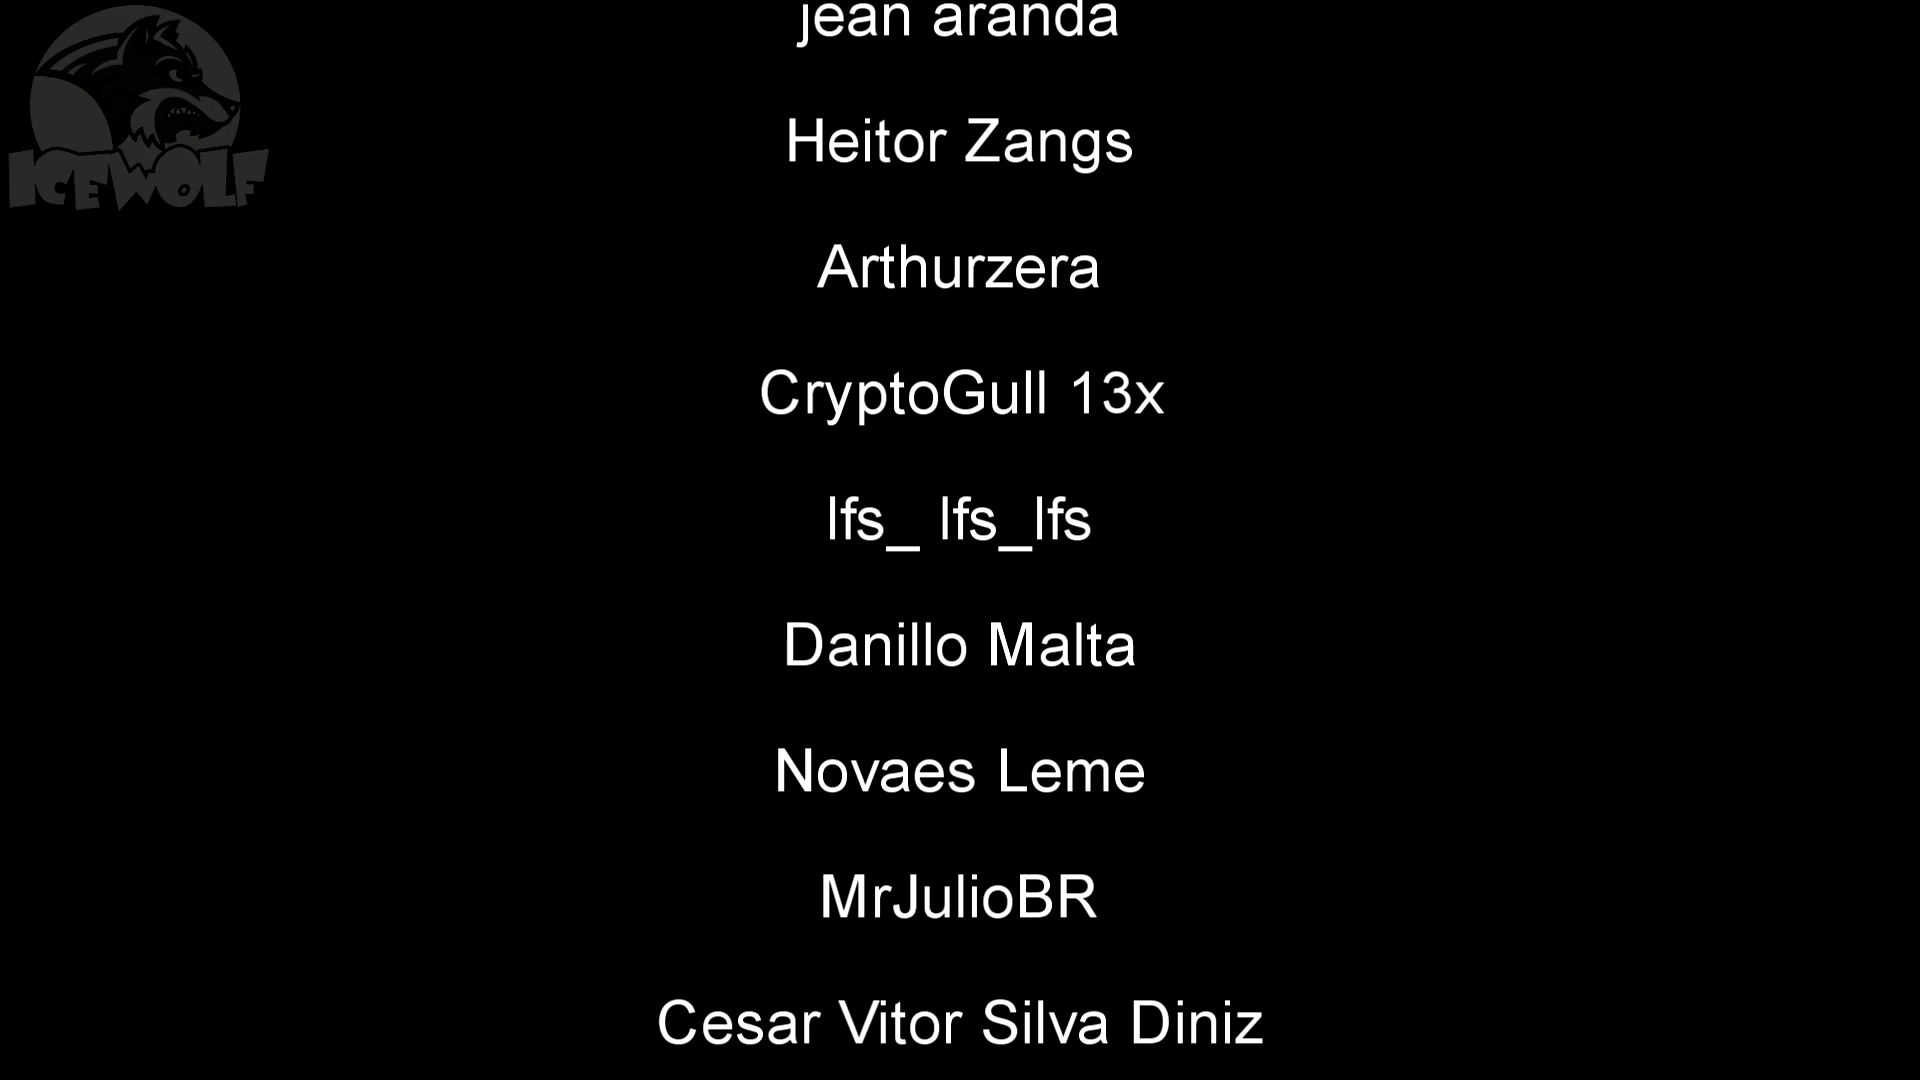 ICEWOLF
jean aranda
Heitor Zangs
Arthurzera
CryptoGull 13x
lfs_ lfs_lfs
Danillo Malta
Novaes Leme
MrJulioBR
Cesar Vitor Silva Diniz